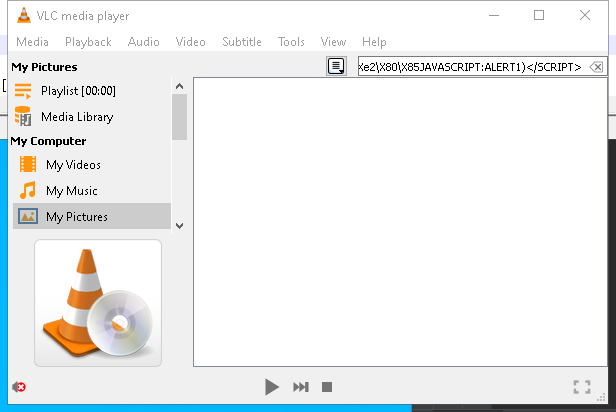 VLC media player
Media Playback Audio Video Subtitle Tools View Help
My Pictures
Xe2\X80\X85JAVASCRIPT:ALERT1)</SCRIPT>
Playlist [00:00]
Media Library
My Computer
My Videos
My Music
My Pictures